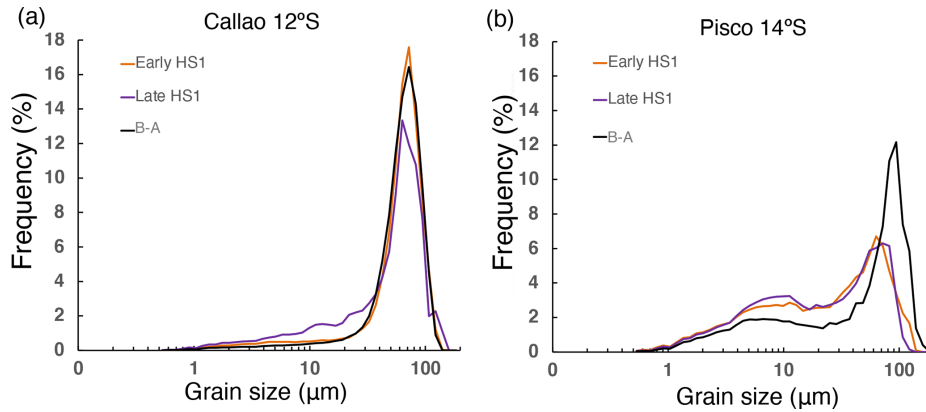 (a)
Callao 12ºS
Frequency (%)
18
16
14
12
10
8
6
4
2
0
Early HS1
Late HS1
B-A
0
1
10
100
Grain size (µm)
(b)
Pisco 14ºS
Frequency (%)
18
16
14
12
10
8
6
4
2
0
Early HS1
Late HS1
B-A
0
1
10
100
Grain size (µm)